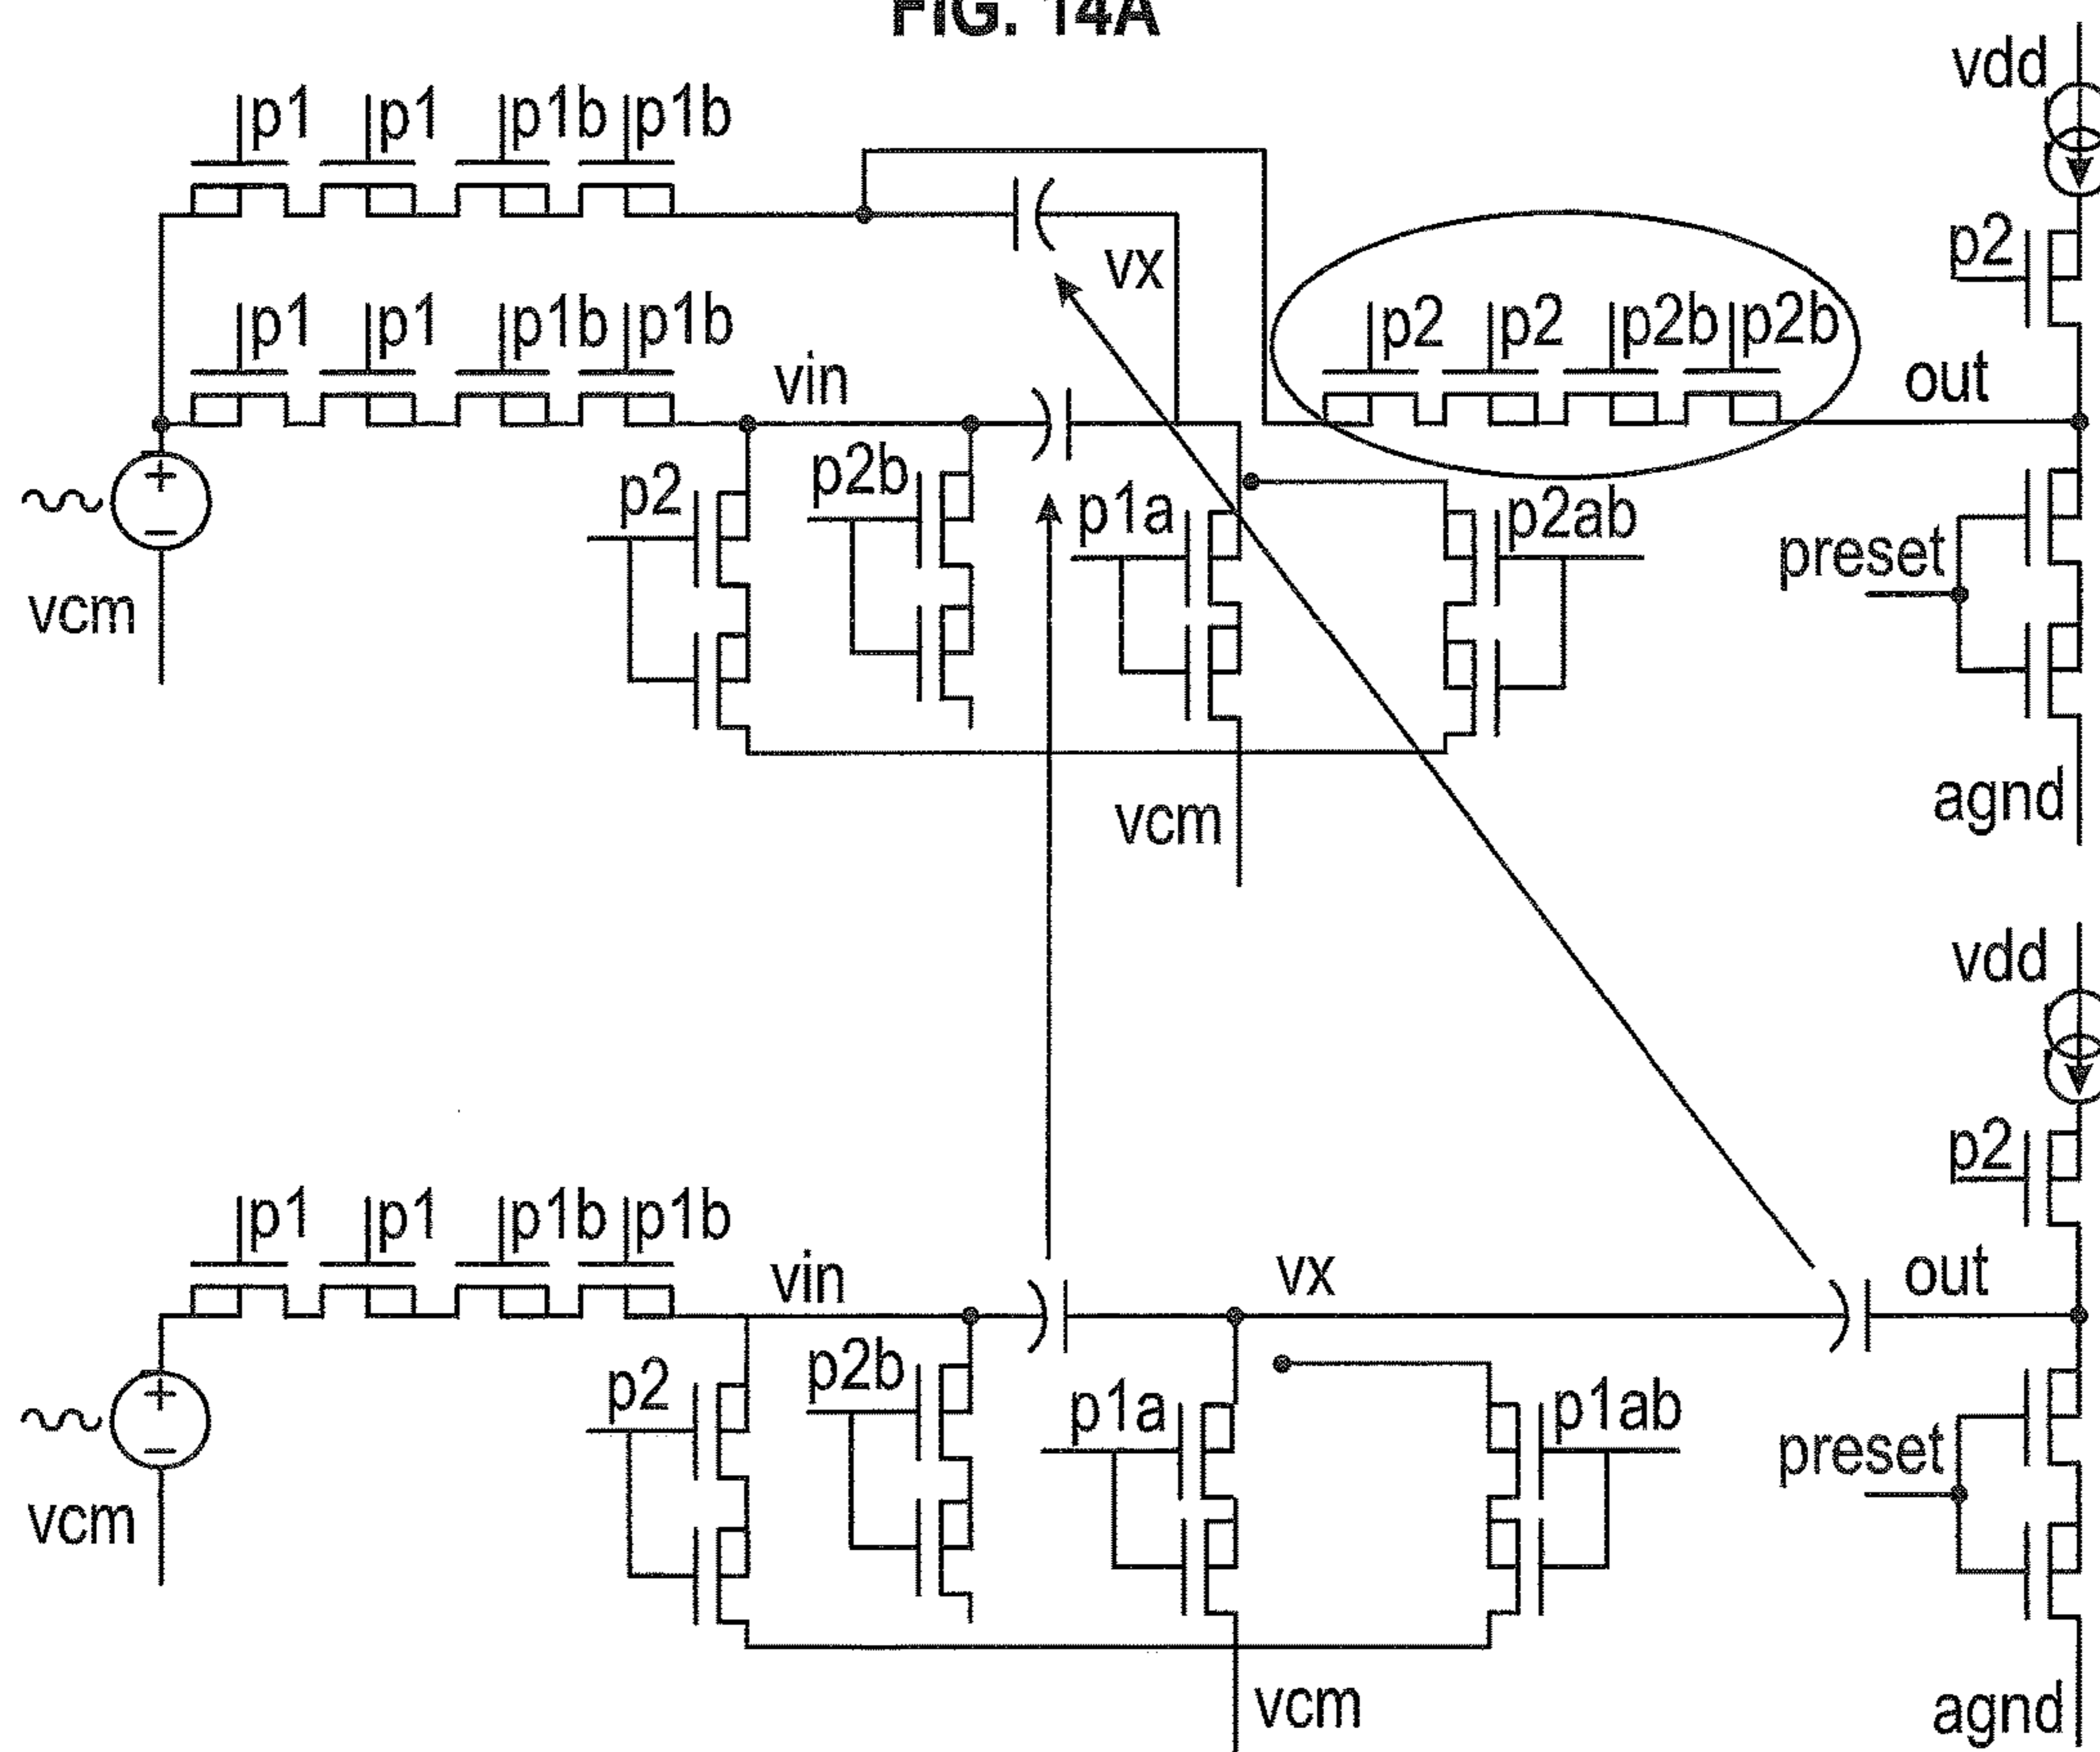 FIG. 14A
vdd
p1 p1 p1b p1b
p2
vx
p1 p1 p1b p1b
vin
p2 p2 p2b p2b
out
p2 p2b p1a p2ab
preset
vcm
vcm
agnd
vdd
p2
p1 p1 p1b p1b
vin
vx
out
p2 p2b p1a p1ab
preset
vcm
vcm
agnd